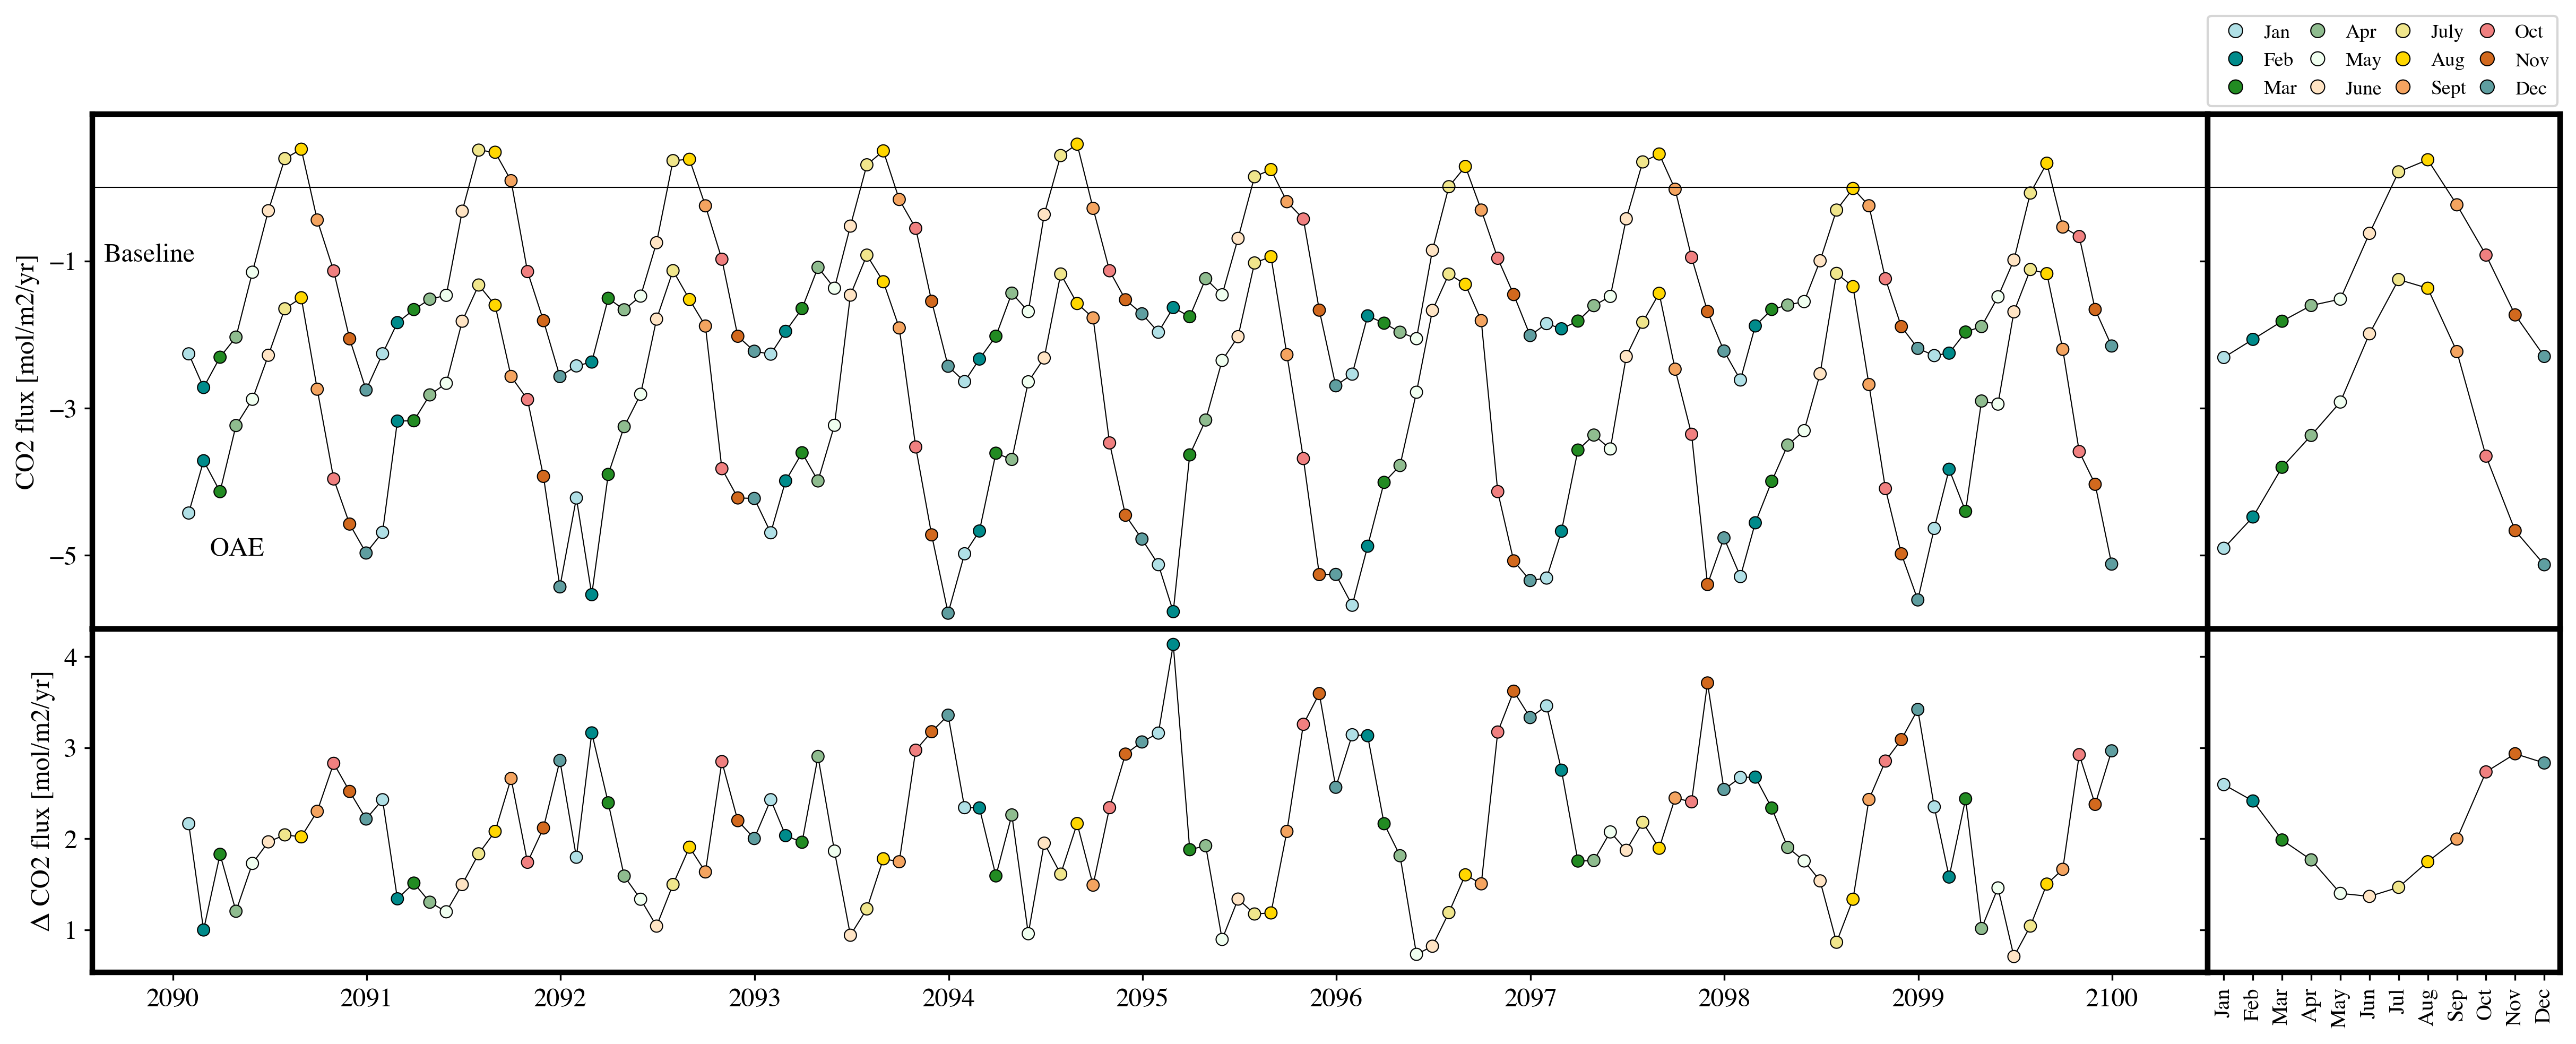 Jan Apr July Oct
Feb May Aug Nov
Mar June Sept Dec
CO2 flux [mol/m2/yr]
−1
−3
−5
Baseline
OAE
Δ CO2 flux [mol/m2/yr]
4
3
2
1
2090 2091 2092 2093 2094 2095 2096 2097 2098 2099 2100
Jan Feb Mar Apr May Jun Jul Aug Sep Oct Nov Dec